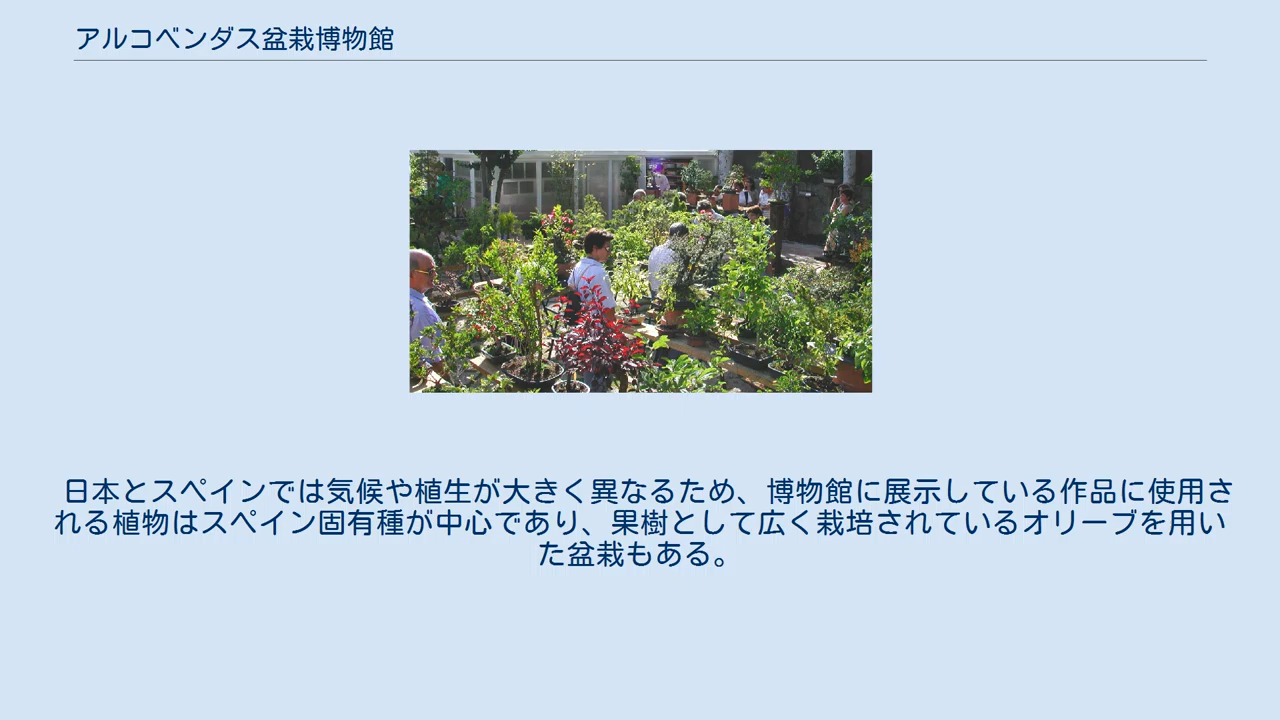 アルコベンダス盆栽博物館
日本とスペインでは気候や植生が大きく異なるため、博物館に展示している作品に使用さ
れる植物はスペイン固有種が中心であり、果樹として広く栽培されているオリーブを用い
た盆栽もある。